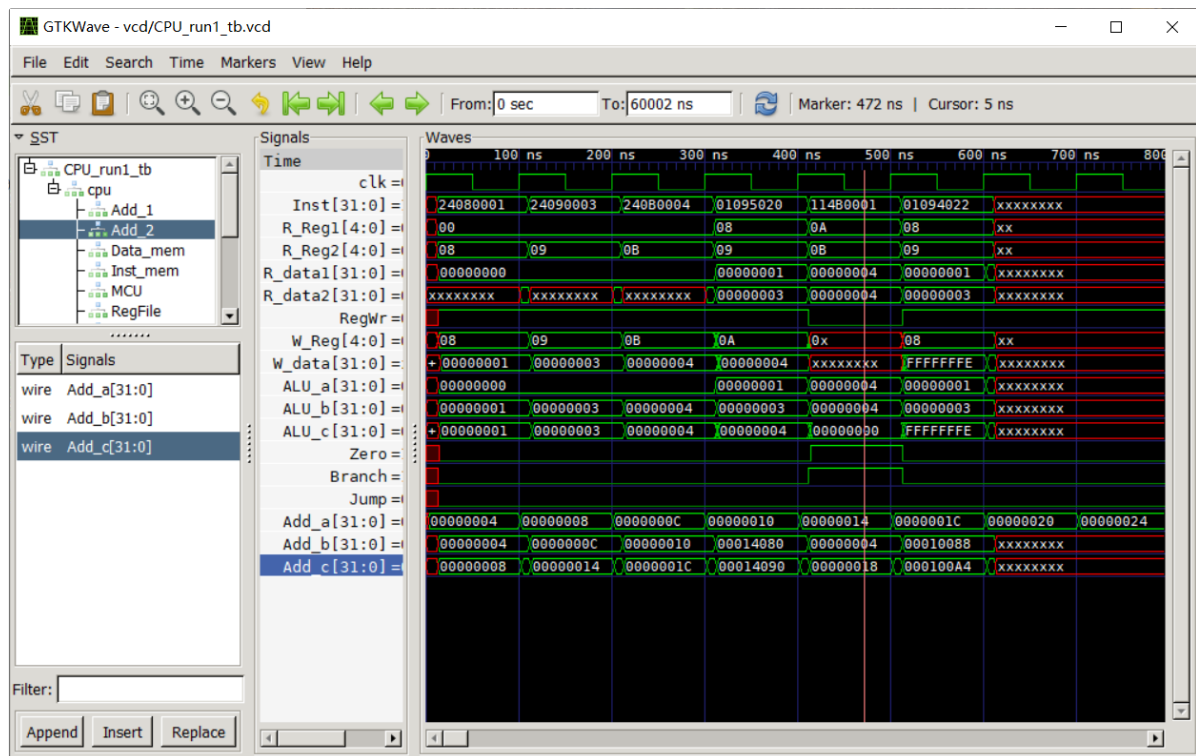 GTKWave - vcd/CPU_run1_tb.vcd
File Edit Search Time Markers View Help
From: 0 sec To: 60002 ns Marker: 472 ns | Cursor: 5 ns
SST
CPU_run1_tb
cpu
Add_1
Add_2
Data_mem
Inst_mem
MCU
RegFile
Type Signals
wire Add_a[31:0]
wire Add_b[31:0]
wire Add_c[31:0]
Filter:
Append Insert Replace
Signals
Time
clk =
Inst[31:0] =
R_Reg1[4:0] =
R_Reg2[4:0] =
R_data1[31:0] =
R_data2[31:0] =
RegWr =
W_Reg[4:0] =
W_data[31:0] =
ALU_a[31:0] =
ALU_b[31:0] =
ALU_c[31:0] =
Zero =
Branch =
Jump =
Add_a[31:0] =
Add_b[31:0] =
Add_c[31:0] =
Waves
100 ns 200 ns 300 ns 400 ns 500 ns 600 ns 700 ns 800
24080001 24090003 240B0004 01095020 114B0001 01094022 xxxxxxxx
00 08 0A 08 xx
08 09 0B 09 0B 09 xx
00000000 00000001 00000004 00000001 xxxxxxxx
xxxxxxxx xxxxxxxx xxxxxxxx 00000003 00000004 00000003 xxxxxxxx
08 09 0B 0A 0x 08 xx
+ 00000001 00000003 00000004 00000004 xxxxxxxx FFFFFFFE xxxxxxxx
00000000 00000001 00000004 00000001 xxxxxxxx
00000001 00000003 00000004 00000003 00000004 00000003 xxxxxxxx
+ 00000001 00000003 00000004 00000004 00000000 FFFFFFFE xxxxxxxx
00000004 00000008 0000000C 00000010 00000014 0000001C 00000020 00000024
00000004 0000000C 00000010 00014080 00000004 00010088 xxxxxxxx
00000008 00000014 0000001C 00014090 00000018 000100A4 xxxxxxxx